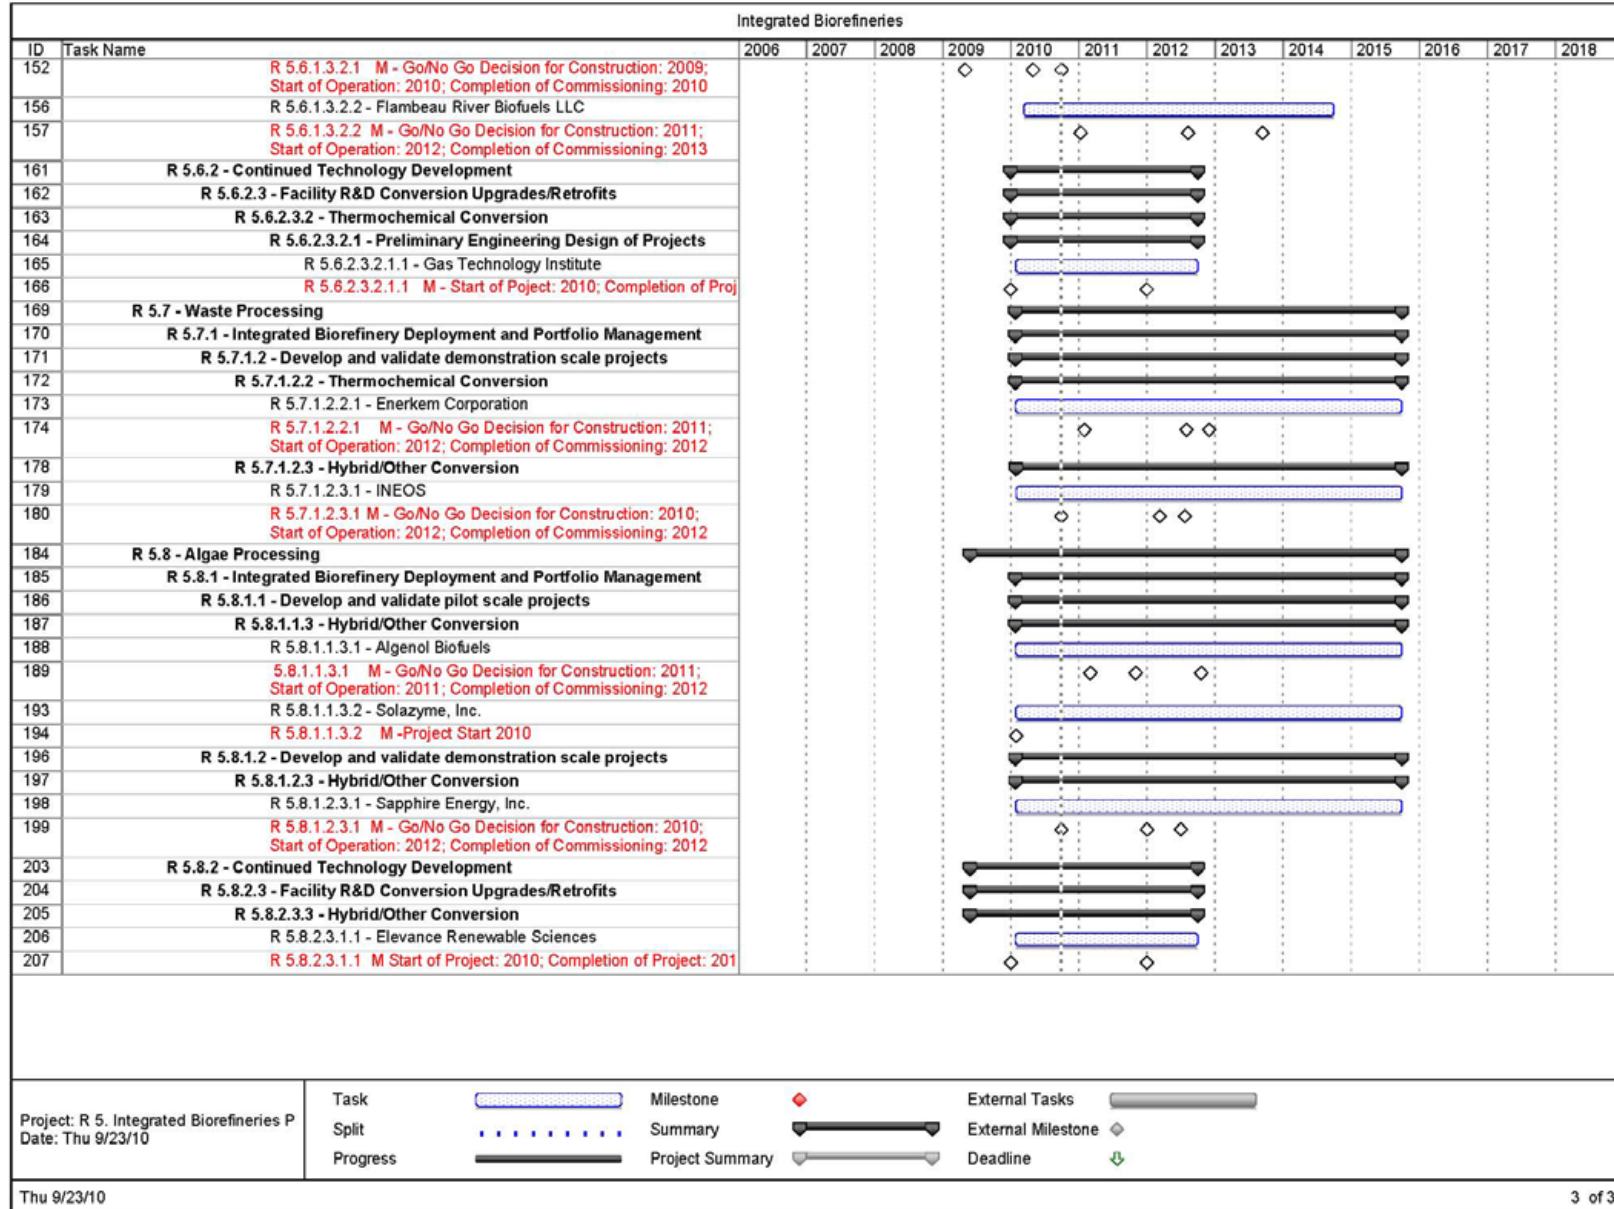 Integrated Biorefineries
ID Task Name 2006 2007 2008 2009 2010 2011 2012 2013 2014 2015 2016 2017 2018
152 R 5.6.1.3.2.1 M - Go/No Go Decision for Construction: 2009;
Start of Operation: 2010; Completion of Commissioning: 2010
156 R 5.6.1.3.2.2 - Flambeau River Biofuels LLC
157 R 5.6.1.3.2.2 M - Go/No Go Decision for Construction: 2011;
Start of Operation: 2012; Completion of Commissioning: 2013
161 R 5.6.2 - Continued Technology Development
162 R 5.6.2.3 - Facility R&D Conversion Upgrades/Retrofits
163 R 5.6.2.3.2 - Thermochemical Conversion
164 R 5.6.2.3.2.1 - Preliminary Engineering Design of Projects
165 R 5.6.2.3.2.1.1 - Gas Technology Institute
166 R 5.6.2.3.2.1.1 M - Start of Poject: 2010; Completion of Proj
169 R 5.7 - Waste Processing
170 R 5.7.1 - Integrated Biorefinery Deployment and Portfolio Management
171 R 5.7.1.2 - Develop and validate demonstration scale projects
172 R 5.7.1.2.2 - Thermochemical Conversion
173 R 5.7.1.2.2.1 - Enerkem Corporation
174 R 5.7.1.2.2.1 M - Go/No Go Decision for Construction: 2011;
Start of Operation: 2012; Completion of Commissioning: 2012
178 R 5.7.1.2.3 - Hybrid/Other Conversion
179 R 5.7.1.2.3.1 - INEOS
180 R 5.7.1.2.3.1 M - Go/No Go Decision for Construction: 2010;
Start of Operation: 2012; Completion of Commissioning: 2012
184 R 5.8 - Algae Processing
185 R 5.8.1 - Integrated Biorefinery Deployment and Portfolio Management
186 R 5.8.1.1 - Develop and validate pilot scale projects
187 R 5.8.1.1.3 - Hybrid/Other Conversion
188 R 5.8.1.1.3.1 - Algenol Biofuels
189 5.8.1.1.3.1 M - Go/No Go Decision for Construction: 2011;
Start of Operation: 2011; Completion of Commissioning: 2012
193 R 5.8.1.1.3.2 - Solazyme, Inc.
194 R 5.8.1.1.3.2 M -Project Start 2010
196 R 5.8.1.2 - Develop and validate demonstration scale projects
197 R 5.8.1.2.3 - Hybrid/Other Conversion
198 R 5.8.1.2.3.1 - Sapphire Energy, Inc.
199 R 5.8.1.2.3.1 M - Go/No Go Decision for Construction: 2010;
Start of Operation: 2012; Completion of Commissioning: 2012
203 R 5.8.2 - Continued Technology Development
204 R 5.8.2.3 - Facility R&D Conversion Upgrades/Retrofits
205 R 5.8.2.3.3 - Hybrid/Other Conversion
206 R 5.8.2.3.1.1 - Elevance Renewable Sciences
207 R 5.8.2.3.1.1 M Start of Project: 2010; Completion of Project: 201
Project: R 5. Integrated Biorefineries P
Date: Thu 9/23/10
Task Milestone External Tasks
Split Summary External Milestone
Progress Project Summary Deadline
Thu 9/23/10 3 of 3